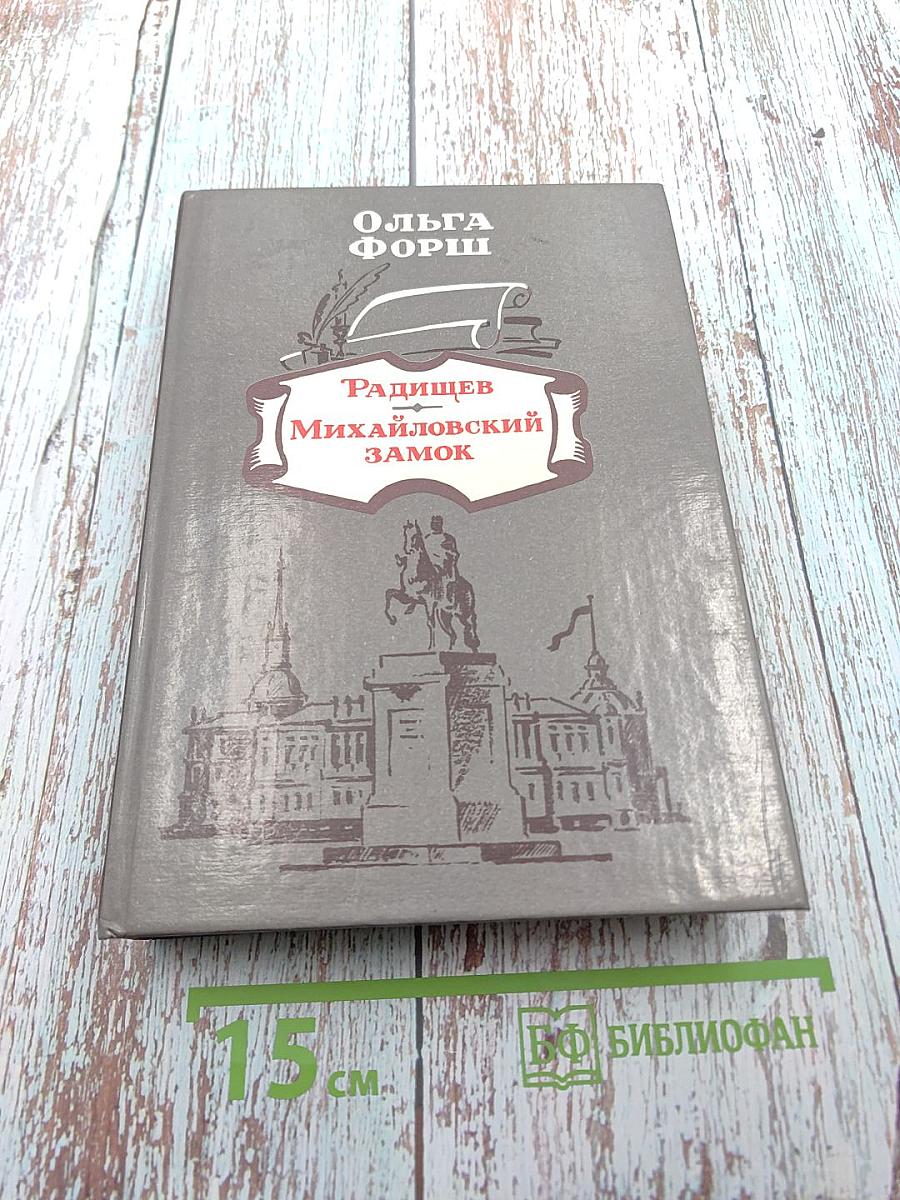 Ольга
Форш
Радищев
Михайловский
замок
15 см
БФ БИБЛИОФАН